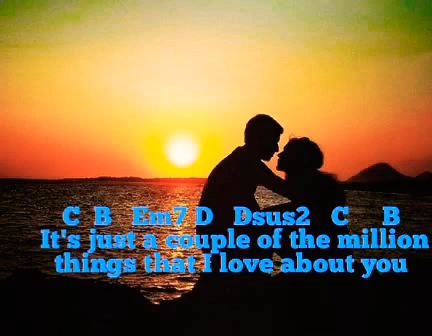 C B Em7 D Dsus2 C B
It's just a couple of the million
things that I love about you